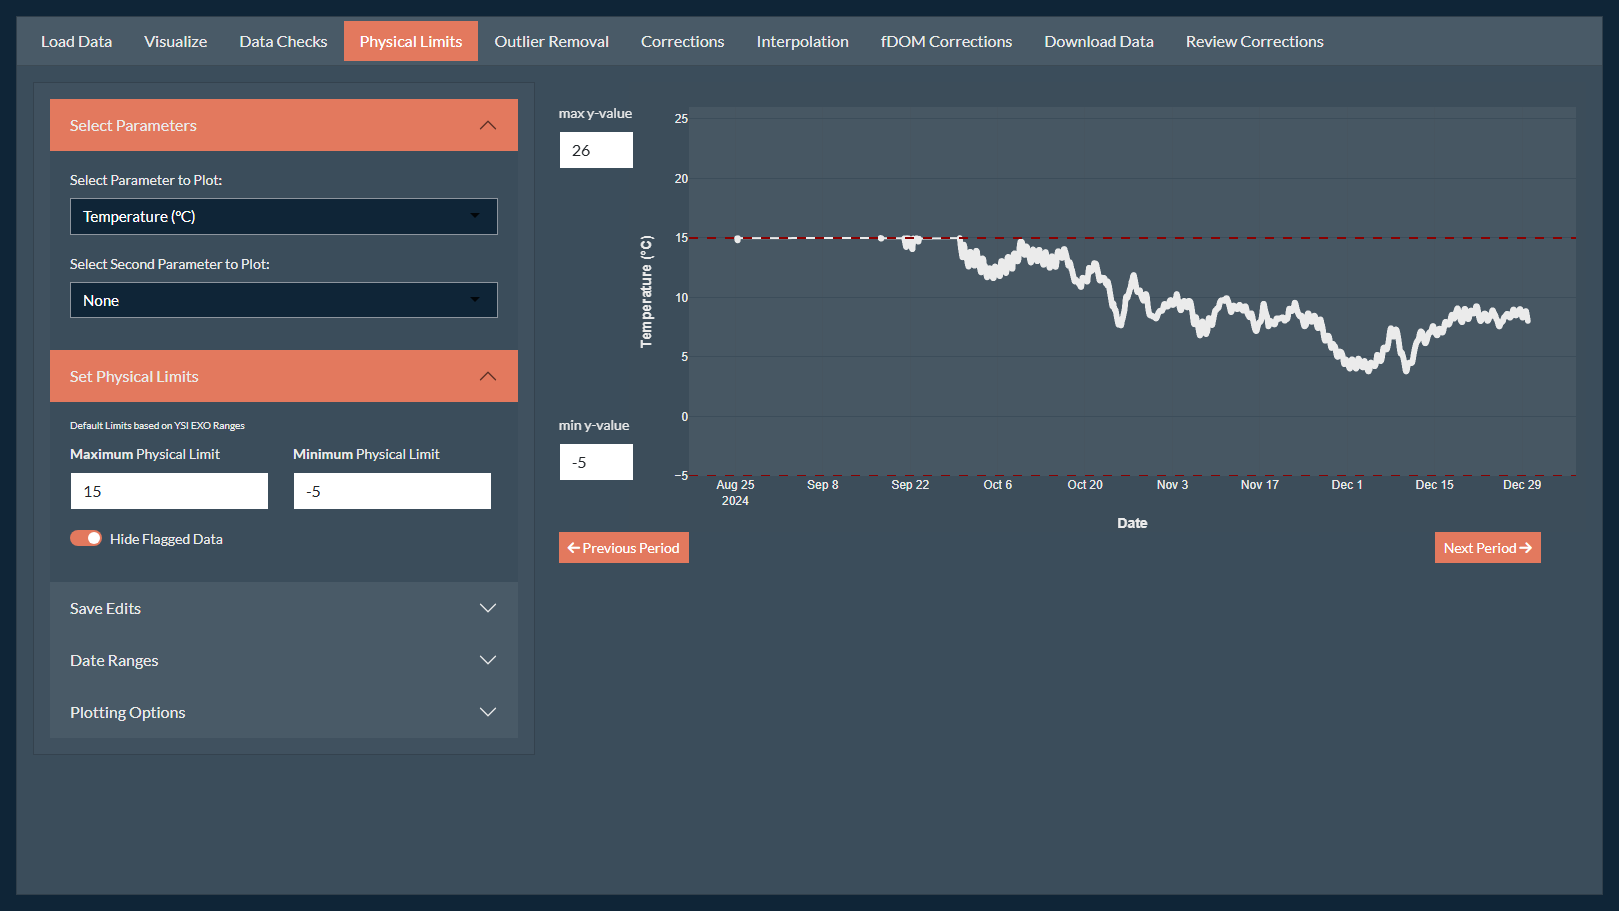 Load Data
Visualize
Data Checks
Physical Limits
Outlier Removal
Corrections
Interpolation
fDOM Corrections
Download Data
Review Corrections
Select Parameters
Select Parameter to Plot:
Temperature (°C)
Select Second Parameter to Plot:
None
Set Physical Limits
Default Limits based on YSI EXO Ranges
Maximum Physical Limit
Minimum Physical Limit
15
-5
Hide Flagged Data
Save Edits
Date Ranges
Plotting Options
max y-value
26
min y-value
-5
Temperature (°C)
25
20
15
10
5
0
−5
Aug 25
2024
Sep 8
Sep 22
Oct 6
Oct 20
Nov 3
Nov 17
Dec 1
Dec 15
Dec 29
Date
Previous Period
Next Period